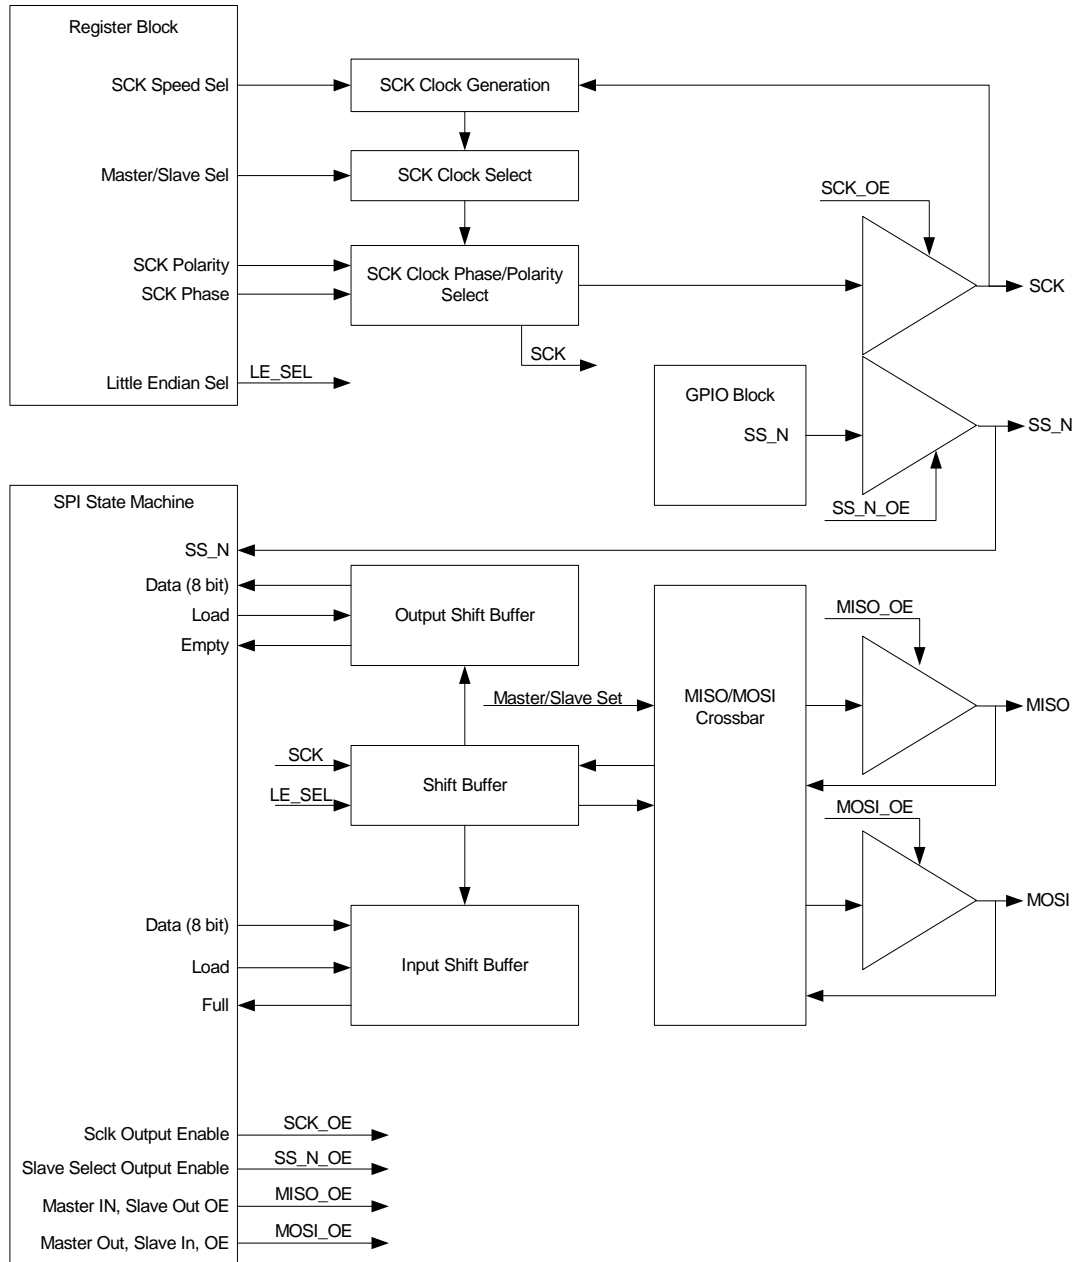 Register Block
SCK Speed Sel
SCK Clock Generation
Master/Slave Sel
SCK Clock Select
SCK_OE
SCK Polarity
SCK Phase
SCK Clock Phase/Polarity
Select
SCK
SCK
Little Endian Sel
LE_SEL
GPIO Block
SS_N
SS_N
SS_N_OE
SPI State Machine
SS_N
Data (8 bit)
Load
Empty
Output Shift Buffer
MISO_OE
Master/Slave Set
MISO/MOSI
Crossbar
MISO
SCK
LE_SEL
Shift Buffer
MOSI_OE
MOSI
Data (8 bit)
Load
Full
Input Shift Buffer
Sclk Output Enable
SCK_OE
Slave Select Output Enable
SS_N_OE
Master IN, Slave Out OE
MISO_OE
Master Out, Slave In, OE
MOSI_OE